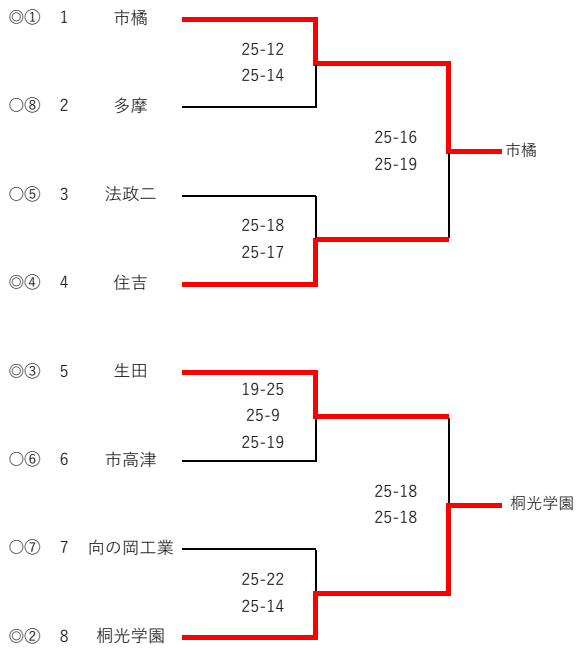 ◎① 1 市橘
25-12
25-14
○⑧ 2 多摩
25-16
25-19
市橘
○⑤ 3 法政二
25-18
25-17
◎④ 4 住吉
◎③ 5 生田
19-25
25-9
25-19
○⑥ 6 市高津
25-18
25-18
桐光学園
○⑦ 7 向の岡工業
25-22
25-14
◎② 8 桐光学園